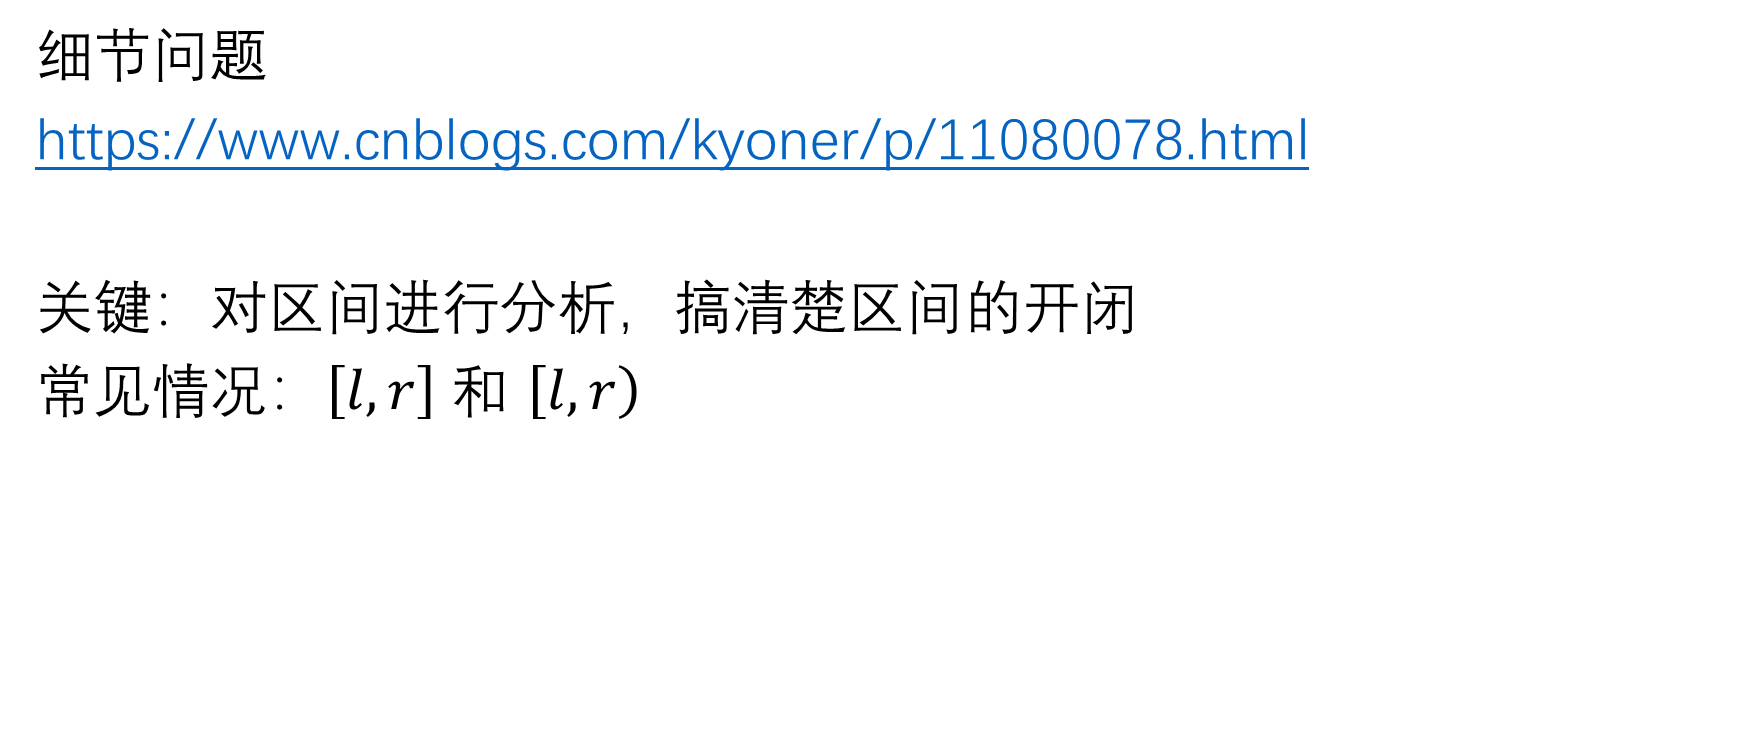 细节问题
https://www.cnblogs.com/kyoner/p/11080078.html
关键：对区间进行分析，搞清楚区间的开闭
常见情况：[l, r] 和 [l, r)